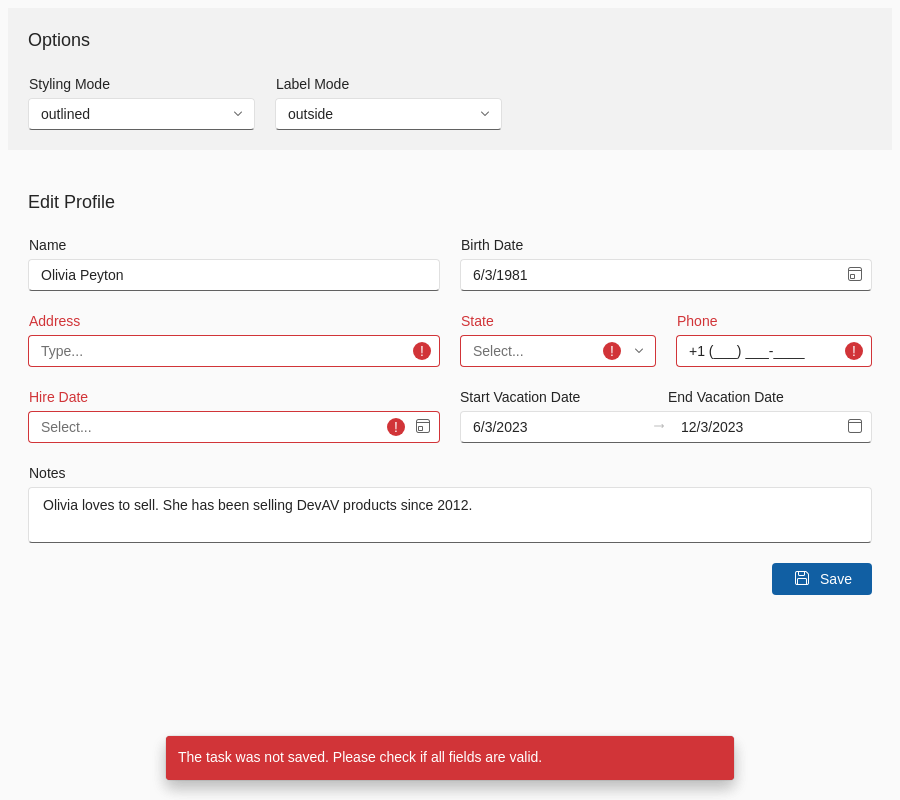 Options
Styling Mode Label Mode
outlined outside
Edit Profile
Name Birth Date
Olivia Peyton 6/3/1981
Address State Phone
Type... Select... +1 (___) ___-____
Hire Date Start Vacation Date End Vacation Date
Select... 6/3/2023 → 12/3/2023
Notes
Olivia loves to sell. She has been selling DevAV products since 2012.
Save
The task was not saved. Please check if all fields are valid.